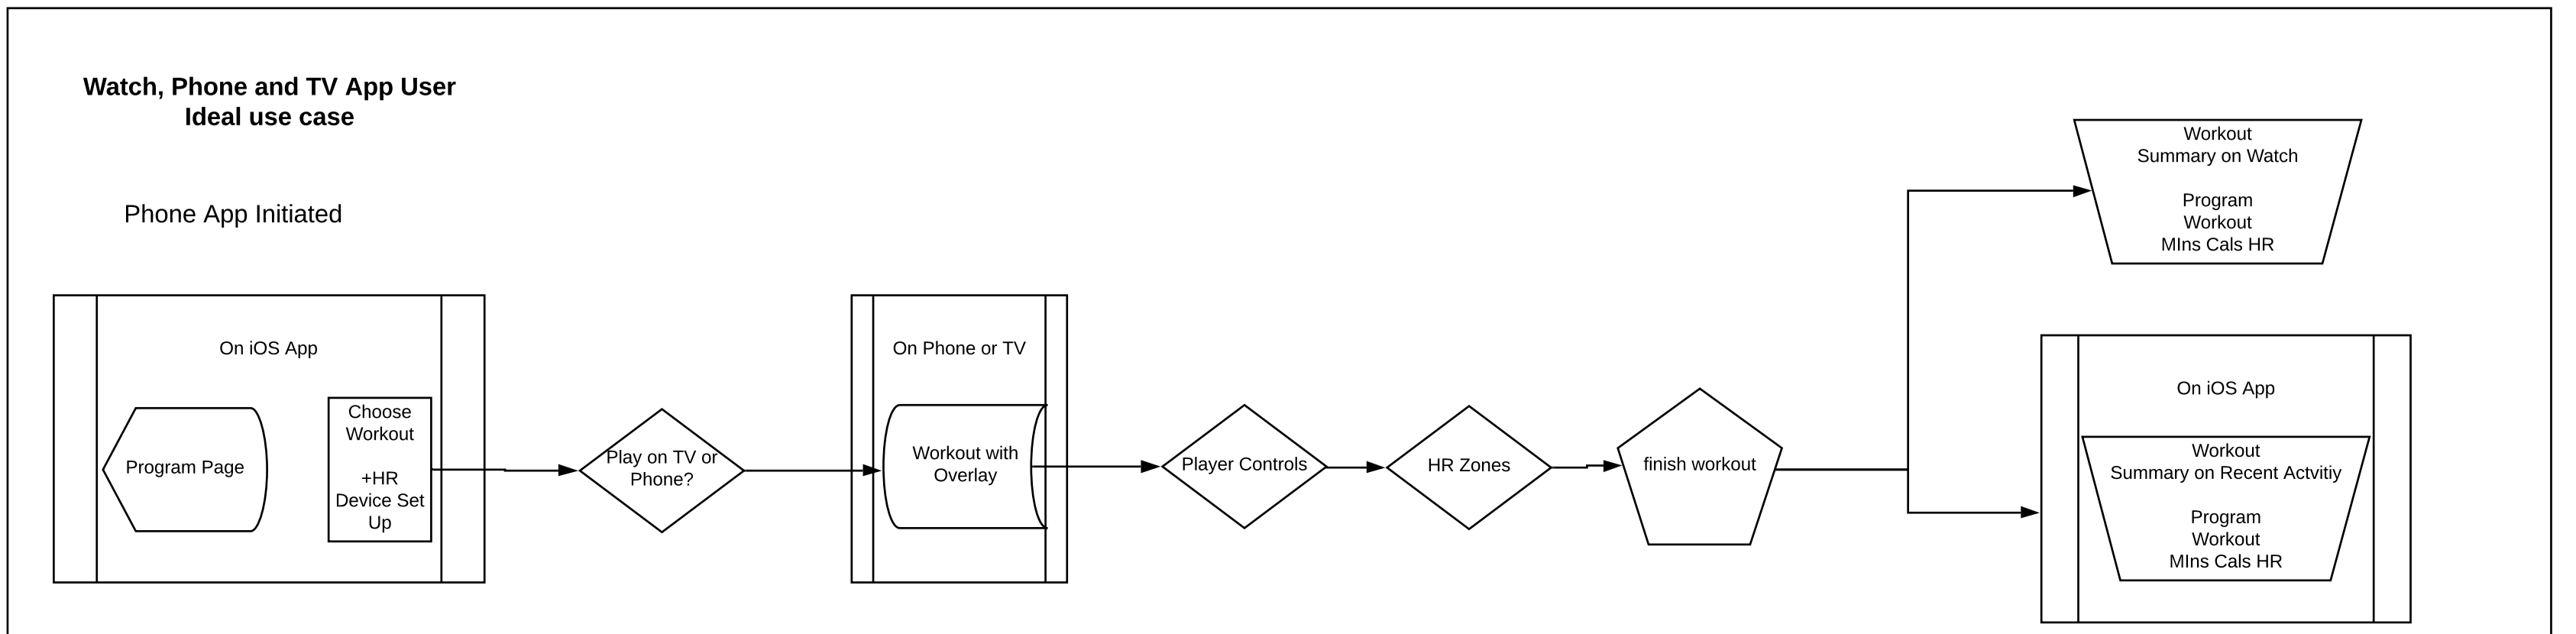 Watch, Phone and TV App User
Ideal use case
Phone App Initiated
On iOS App
Program Page
Choose
Workout
+HR
Device Set
Up
Play on TV or
Phone?
On Phone or TV
Workout with
Overlay
Player Controls
HR Zones
finish workout
Workout
Summary on Watch
Program
Workout
MIns Cals HR
On iOS App
Workout
Summary on Recent Actvitiy
Program
Workout
MIns Cals HR